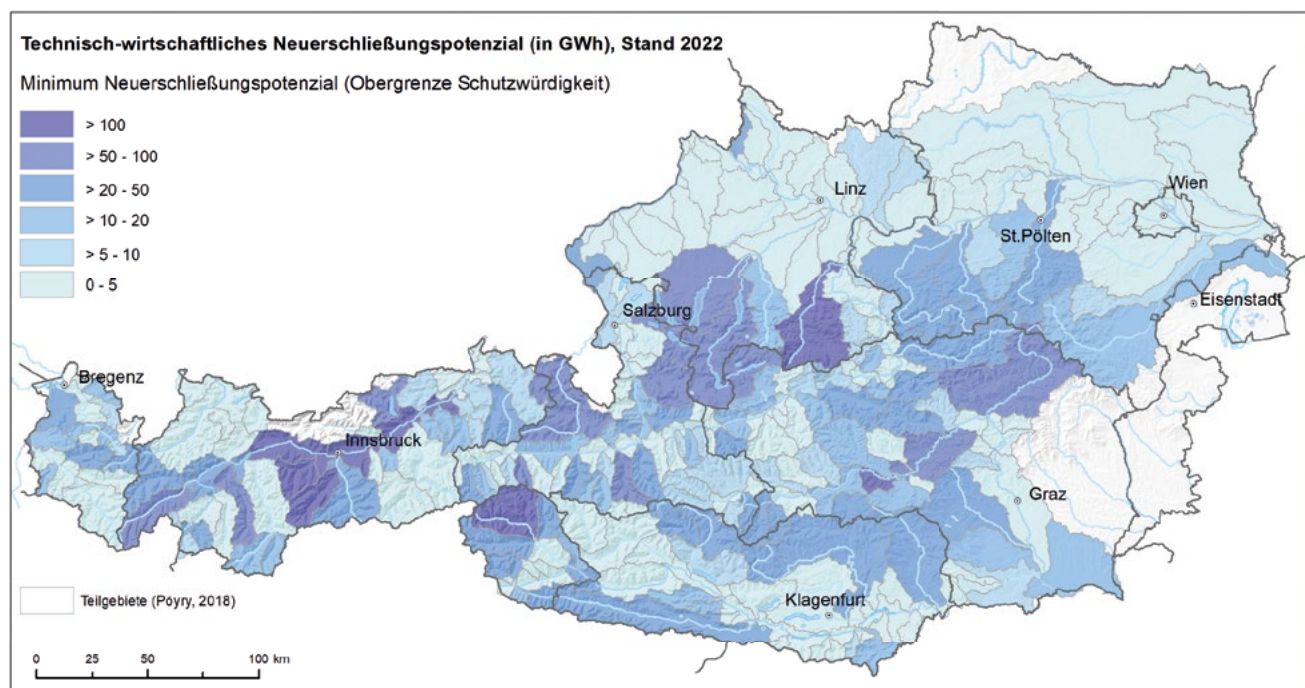 Technisch-wirtschaftliches Neuerschließungspotenzial (in GWh), Stand 2022
Minimum Neuerschließungspotenzial (Obergrenze Schutzwürdigkeit)
> 100
> 50 - 100
> 20 - 50
> 10 - 20
> 5 - 10
0 - 5
Linz
Wien
St.Pölten
Eisenstadt
Salzburg
Bregenz
Innsbruck
Graz
Klagenfurt
Teilgebiete (Pöyry, 2018)
0 25 50 100 km